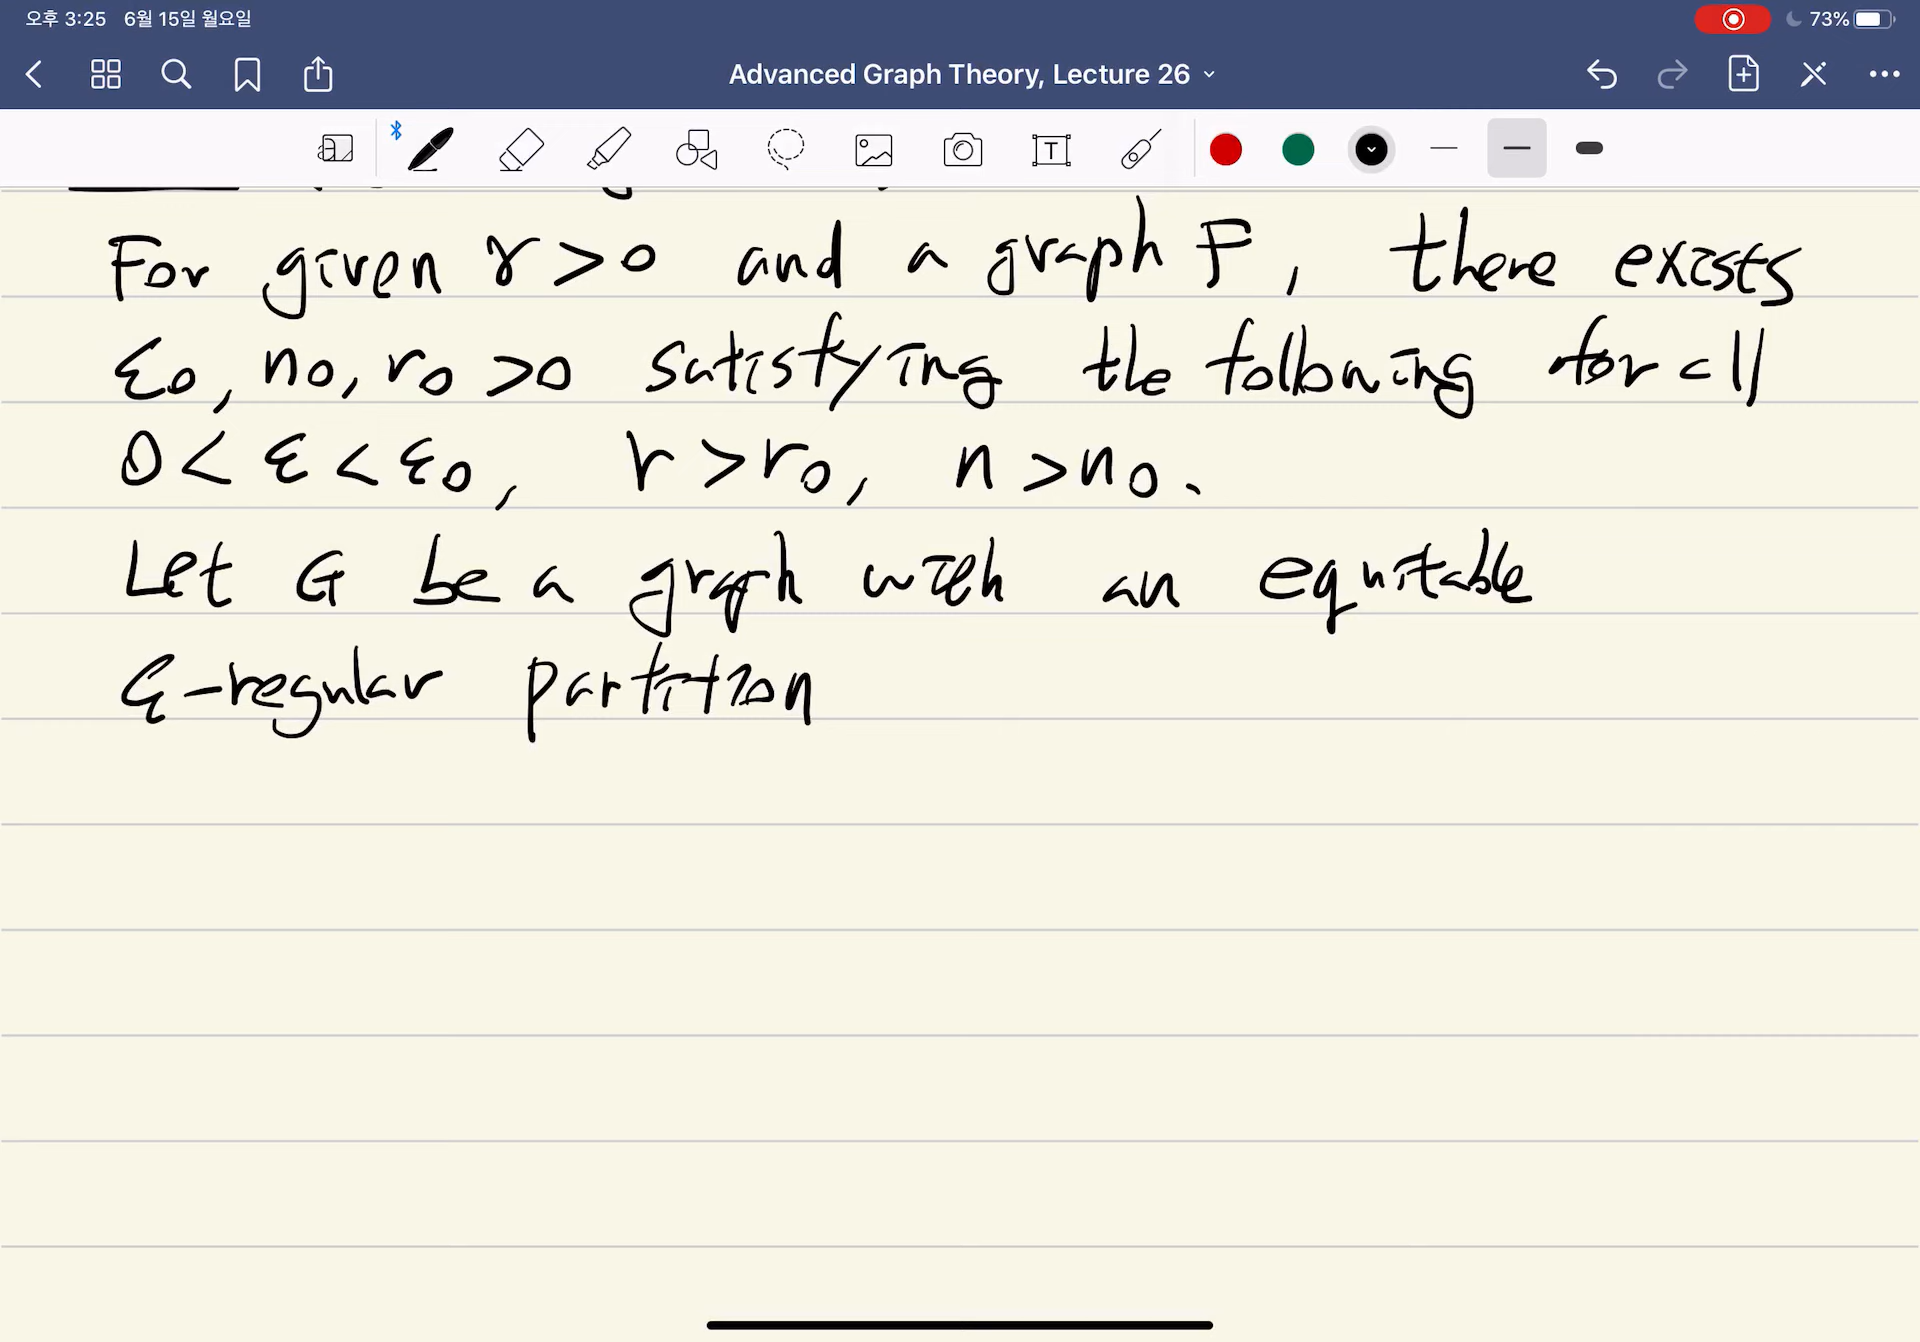 오후 3:25 6월 15일 월요일
73%
Advanced Graph Theory, Lecture 26
For given γ>0 and a graph F, there exists
ε0, n0, r0 >0 satisfying the following for all
0<ε<ε0, r>r0, n>n0.
Let G be a graph with an equitable
ε-regular partition